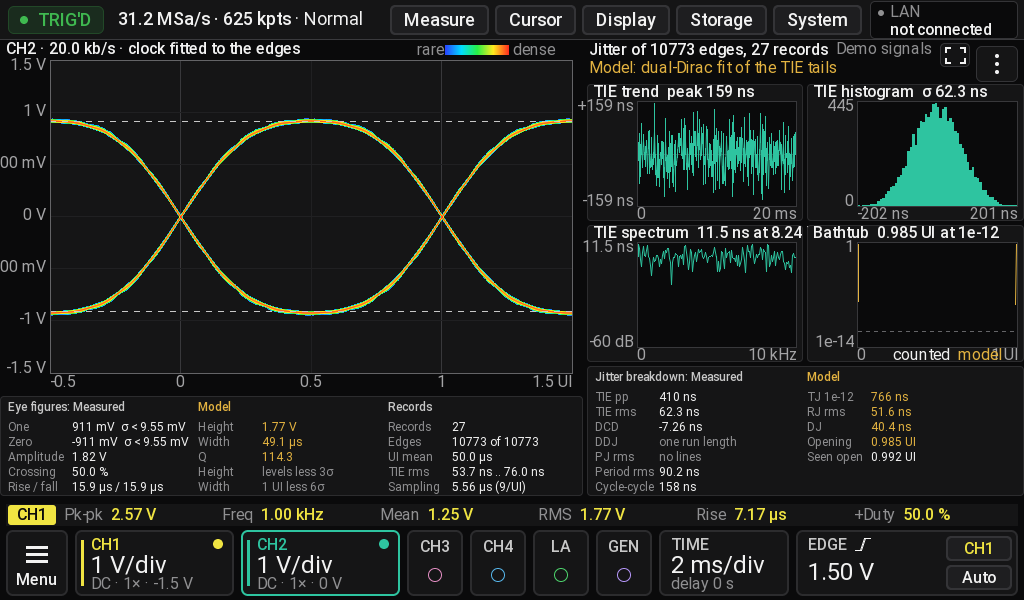 TRIG'D
31.2 MSa/s · 625 kpts · Normal
Measure
Cursor
Display
Storage
System
LAN
not connected
CH2 · 20.0 kb/s · clock fitted to the edges
rare
dense
1.5 V
1 V
00 mV
0 V
00 mV
-1 V
-1.5 V
-0.5
0
0.5
1
1.5 UI
Jitter of 10773 edges, 27 records
Demo signals
Model: dual-Dirac fit of the TIE tails
TIE trend peak 159 ns
+159 ns
-159 ns
0
20 ms
TIE histogram σ 62.3 ns
445
0
-202 ns
201 ns
TIE spectrum 11.5 ns at 8.24
11.5 ns
-60 dB
0
10 kHz
Bathtub 0.985 UI at 1e-12
1
1e-14
0
counted
model
1 UI
Eye figures: Measured
Model
Records
One 911 mV σ < 9.55 mV Height 1.77 V Records 27
Zero -911 mV σ < 9.55 mV Width 49.1 µs Edges 10773 of 10773
Amplitude 1.82 V Q 114.3 UI mean 50.0 µs
Crossing 50.0 % Height levels less 3σ TIE rms 53.7 ns .. 76.0 ns
Rise / fall 15.9 µs / 15.9 µs Width 1 UI less 6σ Sampling 5.56 µs (9/UI)
Jitter breakdown: Measured
Model
TIE pp 410 ns TJ 1e-12 766 ns
TIE rms 62.3 ns RJ rms 51.6 ns
DCD -7.26 ns DJ 40.4 ns
DDJ one run length Opening 0.985 UI
PJ rms no lines Seen open 0.992 UI
Period rms 90.2 ns
Cycle-cycle 158 ns
CH1 Pk-pk 2.57 V Freq 1.00 kHz Mean 1.25 V RMS 1.77 V Rise 7.17 µs +Duty 50.0 %
Menu
CH1
1 V/div
DC · 1× · -1.5 V
CH2
1 V/div
DC · 1× · 0 V
CH3
CH4
LA
GEN
TIME
2 ms/div
delay 0 s
EDGE
1.50 V
CH1
Auto